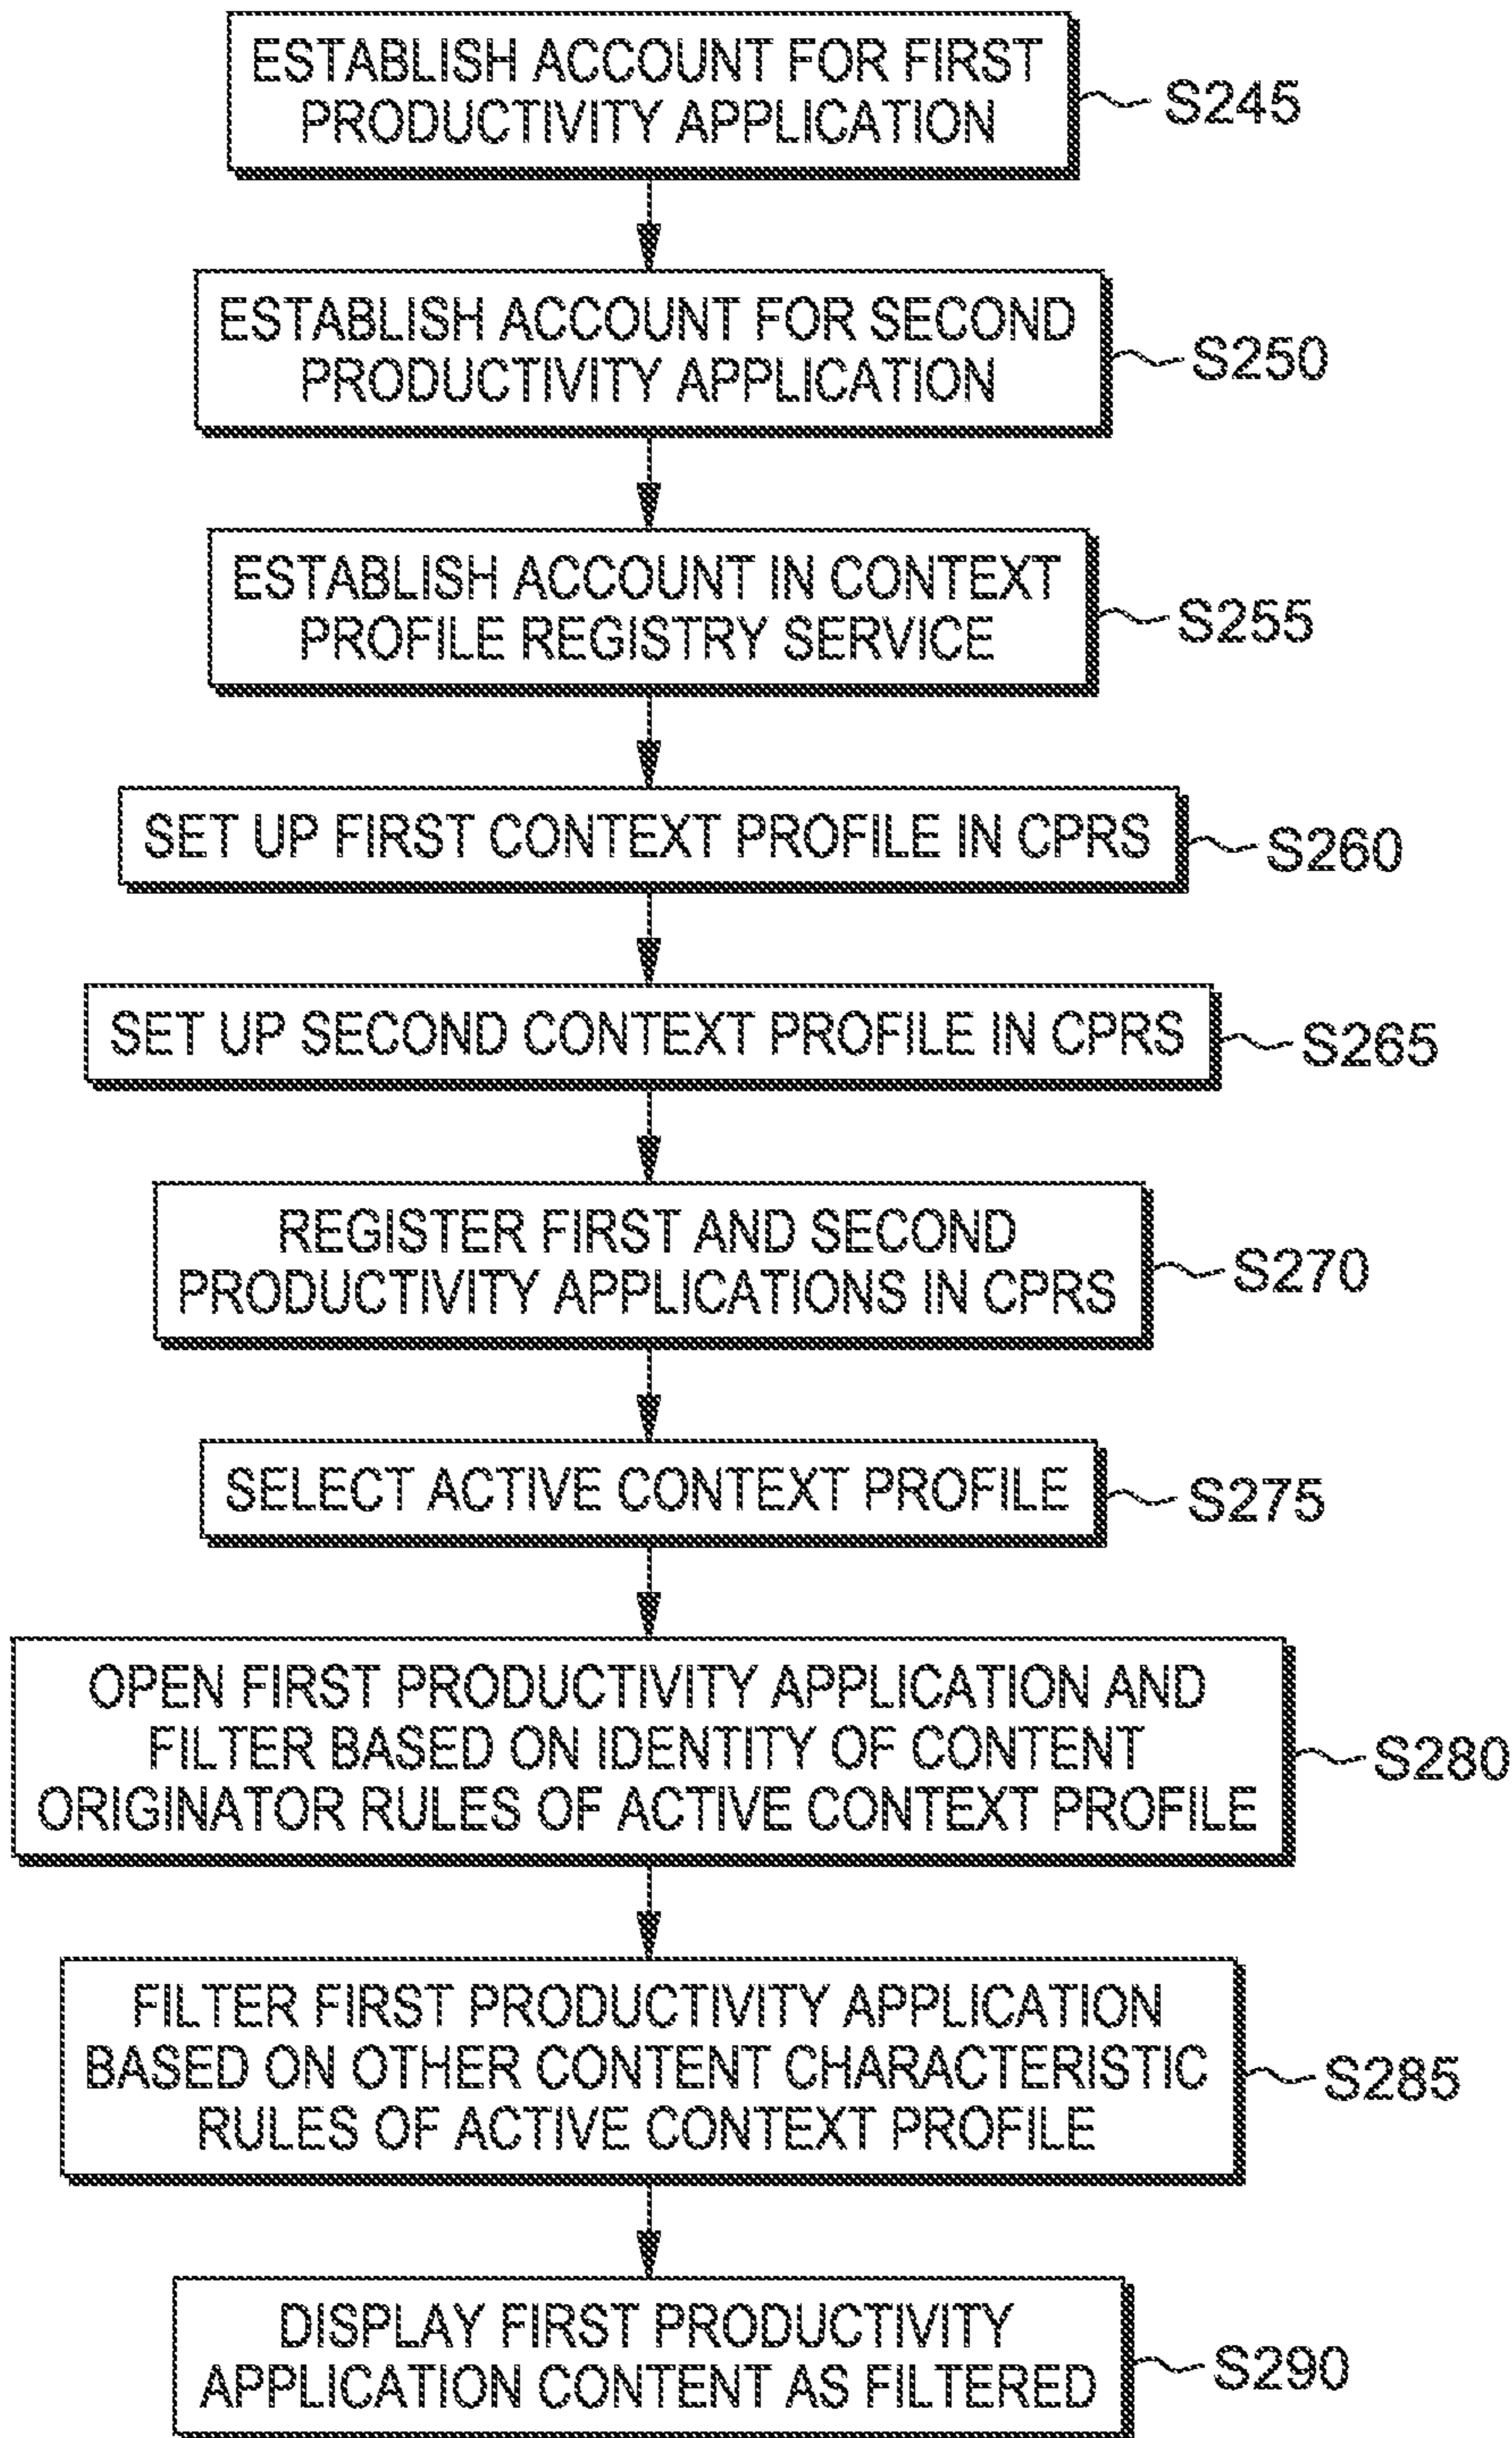 ESTABLISH ACCOUNT FOR FIRST
PRODUCTIVITY APPLICATION
S245
ESTABLISH ACCOUNT FOR SECOND
PRODUCTIVITY APPLICATION
S250
ESTABLISH ACCOUNT IN CONTEXT
PROFILE REGISTRY SERVICE
S255
SET UP FIRST CONTEXT PROFILE IN CPRS
S260
SET UP SECOND CONTEXT PROFILE IN CPRS
S265
REGISTER FIRST AND SECOND
PRODUCTIVITY APPLICATIONS IN CPRS
S270
SELECT ACTIVE CONTEXT PROFILE
S275
OPEN FIRST PRODUCTIVITY APPLICATION AND
FILTER BASED ON IDENTITY OF CONTENT
ORIGINATOR RULES OF ACTIVE CONTEXT PROFILE
S280
FILTER FIRST PRODUCTIVITY APPLICATION
BASED ON OTHER CONTENT CHARACTERISTIC
RULES OF ACTIVE CONTEXT PROFILE
S285
DISPLAY FIRST PRODUCTIVITY
APPLICATION CONTENT AS FILTERED
S290